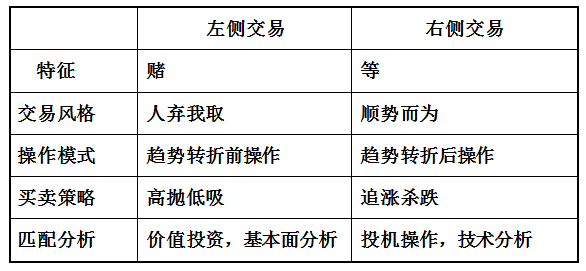 左侧交易 右侧交易
特征 赌 等
交易风格 人弃我取 顺势而为
操作模式 趋势转折前操作 趋势转折后操作
买卖策略 高抛低吸 追涨杀跌
匹配分析 价值投资，基本面分析 投机操作，技术分析